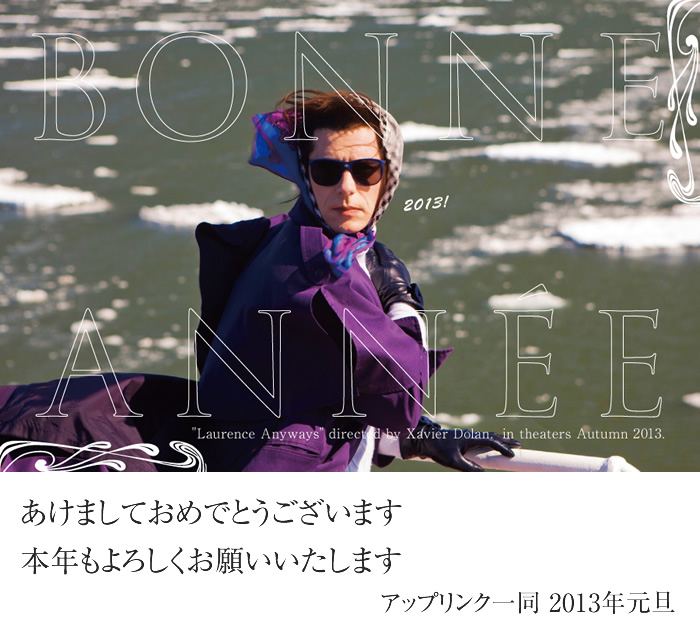 BONNE
2013!
ANNÊE
"Laurence Anyways" directed by Xavier Dolan, in theaters Autumn 2013.
あけましておめでとうございます
本年もよろしくお願いいたします
アップリンク一同 2013年元旦